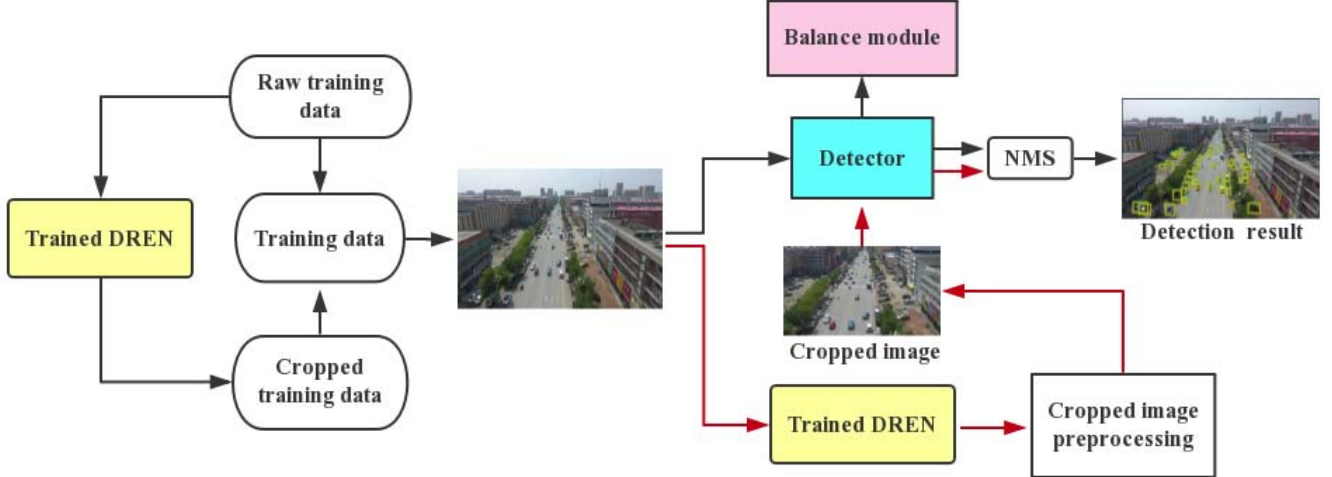 Raw training
data
Trained DREN
Training data
Cropped
training data
Balance module
Detector
NMS
Detection result
Cropped image
Trained DREN
Cropped image
preprocessing